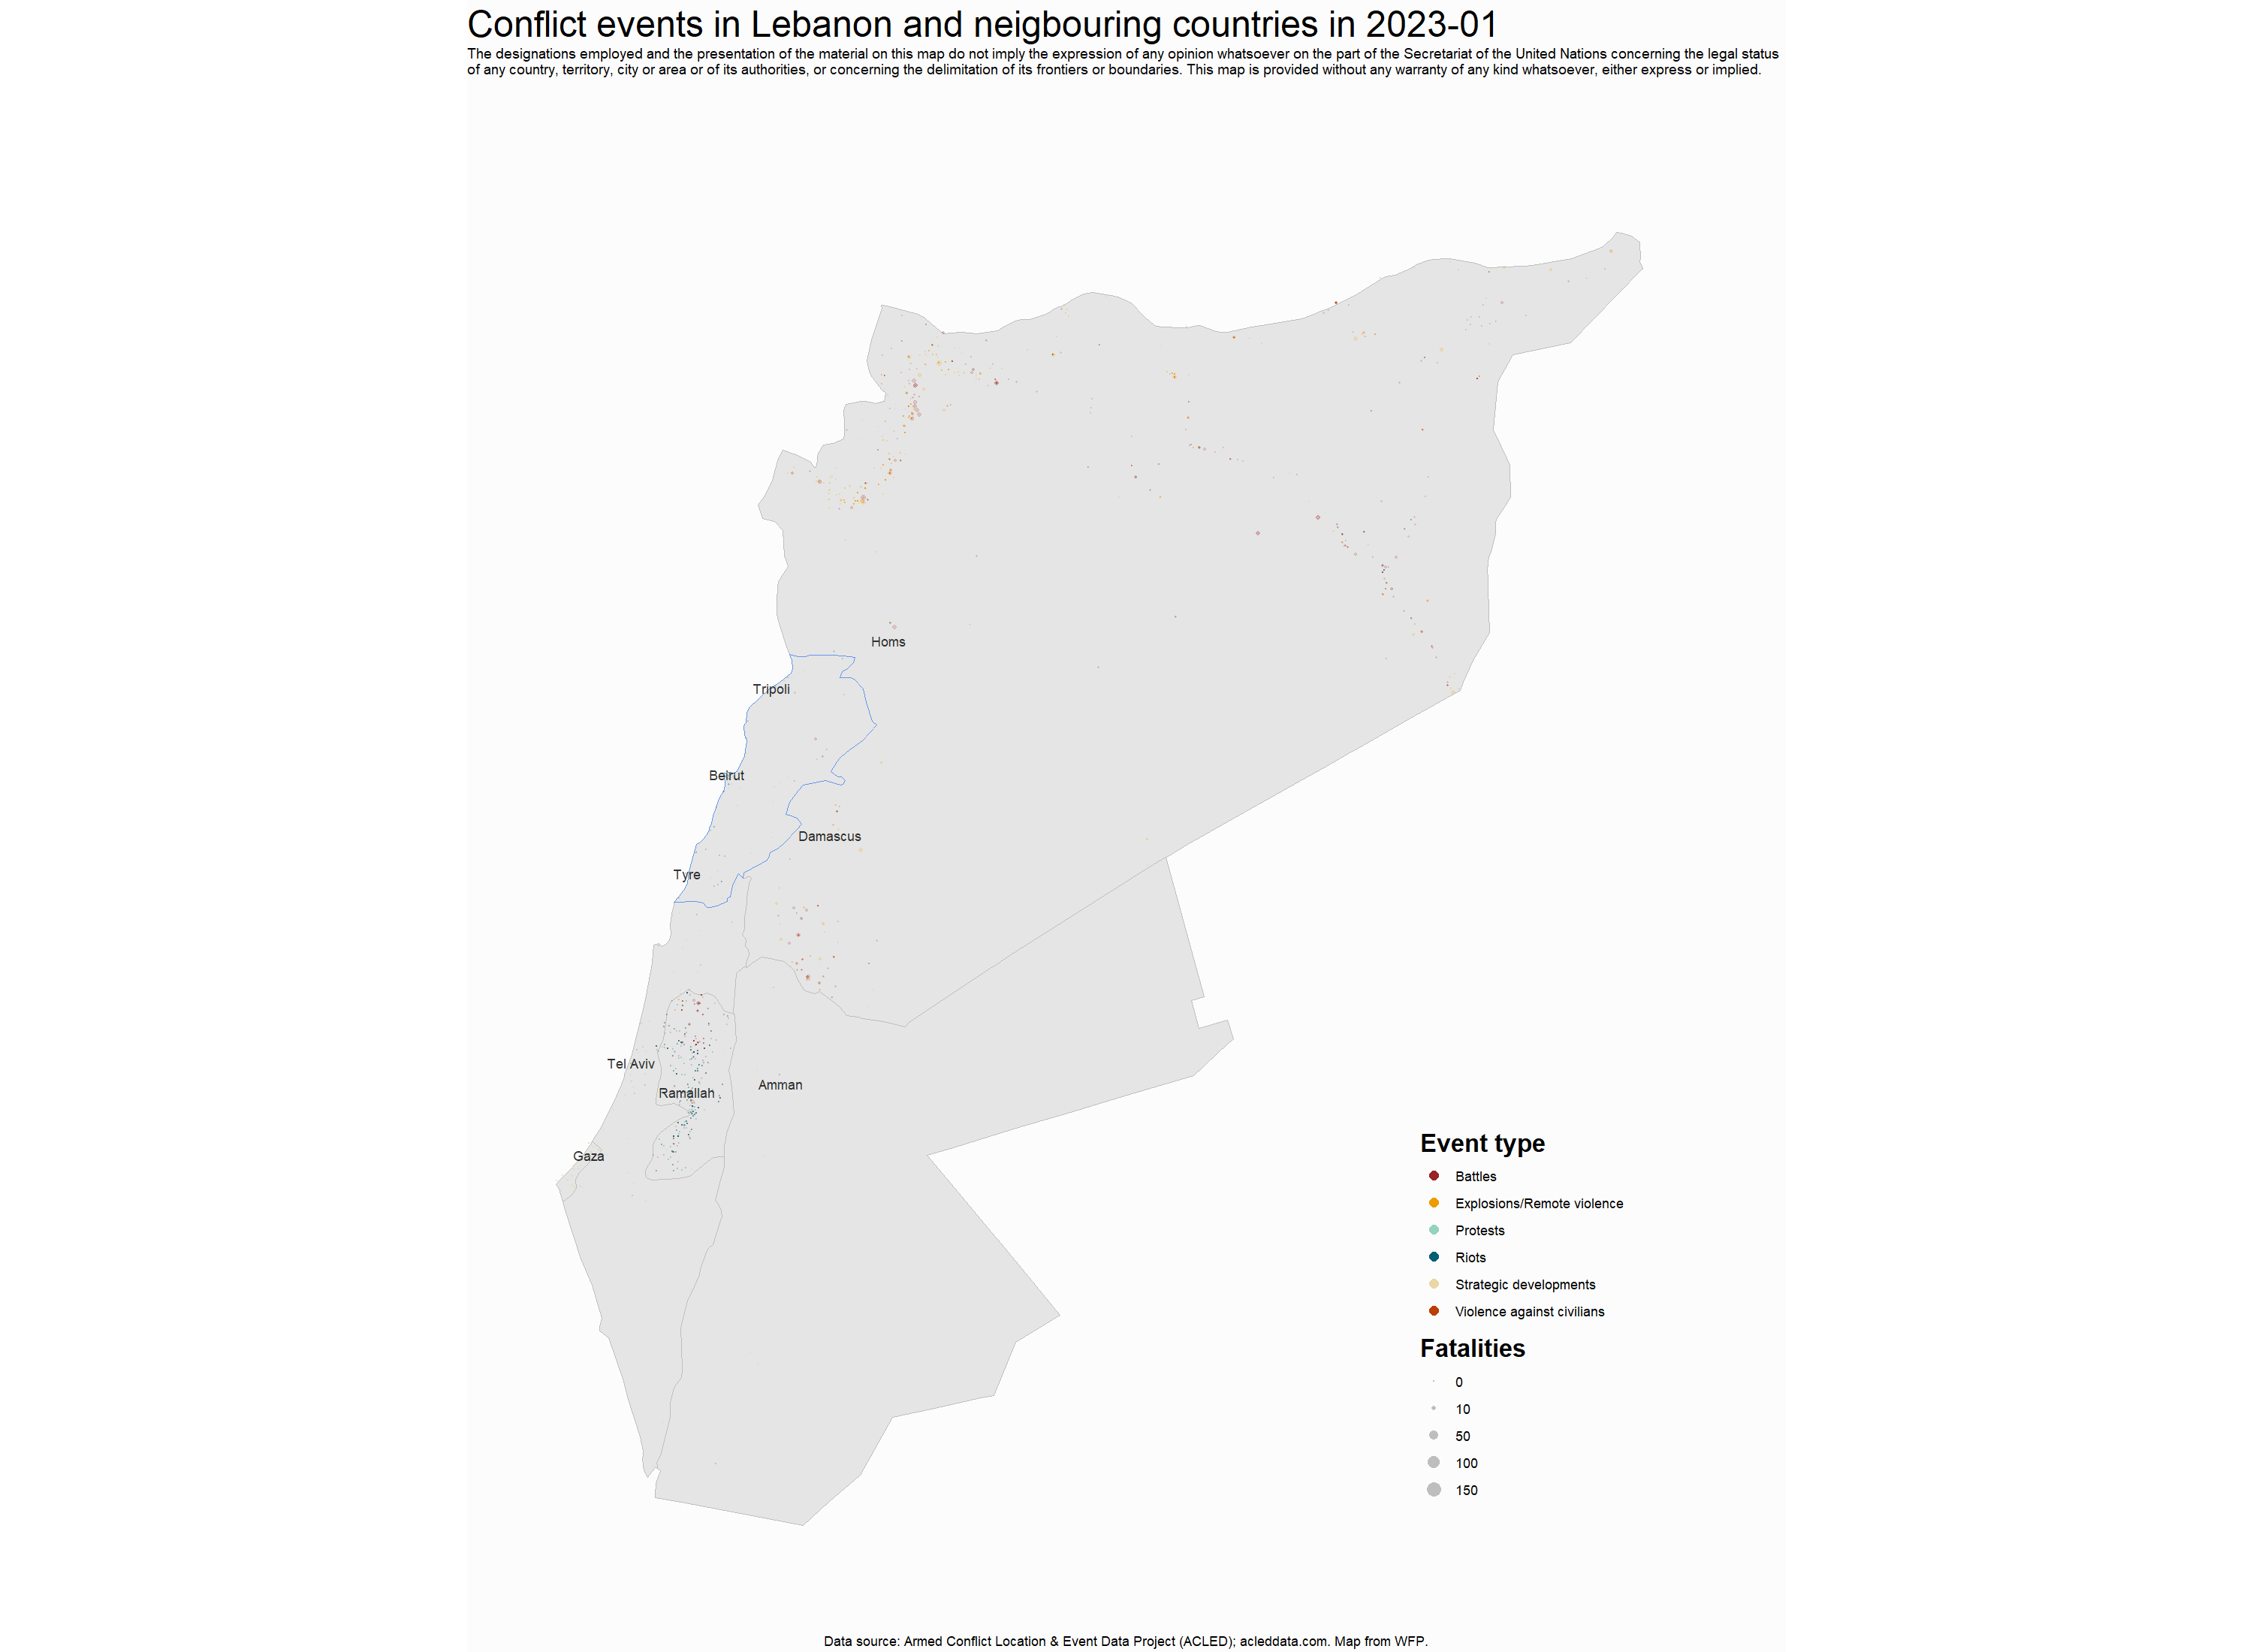 Conflict events in Lebanon and neigbouring countries in 2023-01
The designations employed and the presentation of the material on this map do not imply the expression of any opinion whatsoever on the part of the Secretariat of the United Nations concerning the legal status
of any country, territory, city or area or of its authorities, or concerning the delimitation of its frontiers or boundaries. This map is provided without any warranty of any kind whatsoever, either express or implied.
Homs
Tripoli
Beirut
Damascus
Tyre
Tel Aviv
Amman
Ramallah
Gaza
Event type
Battles
Explosions/Remote violence
Protests
Riots
Strategic developments
Violence against civilians
Fatalities
0
10
50
100
150
Data source: Armed Conflict Location & Event Data Project (ACLED); acleddata.com. Map from WFP.